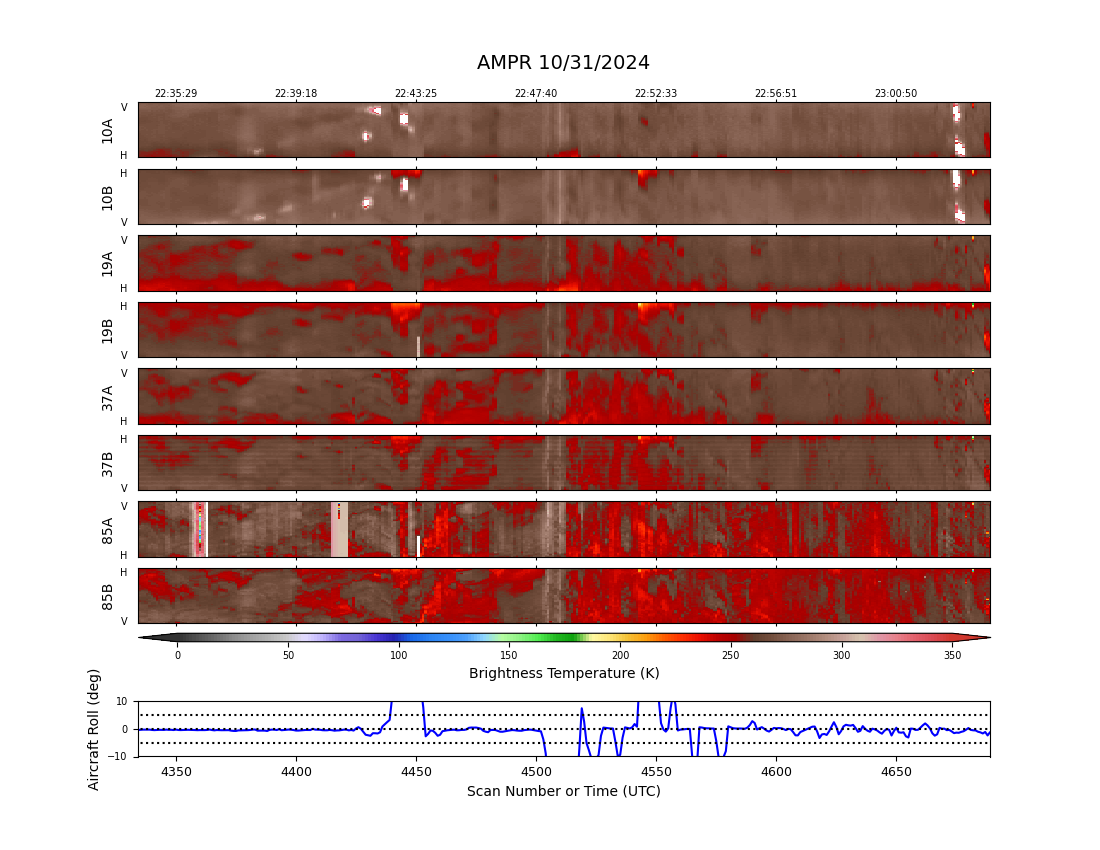 AMPR 10/31/2024
22:35:29 22:39:18 22:43:25 22:47:40 22:52:33 22:56:51 23:00:50
V
10A
H
H
10B
V
V
19A
H
H
19B
V
V
37A
H
H
37B
V
V
85A
H
H
85B
V
0 50 100 150 200 250 300 350
Brightness Temperature (K)
Aircraft Roll (deg)
10
0
−10
4350 4400 4450 4500 4550 4600 4650
Scan Number or Time (UTC)